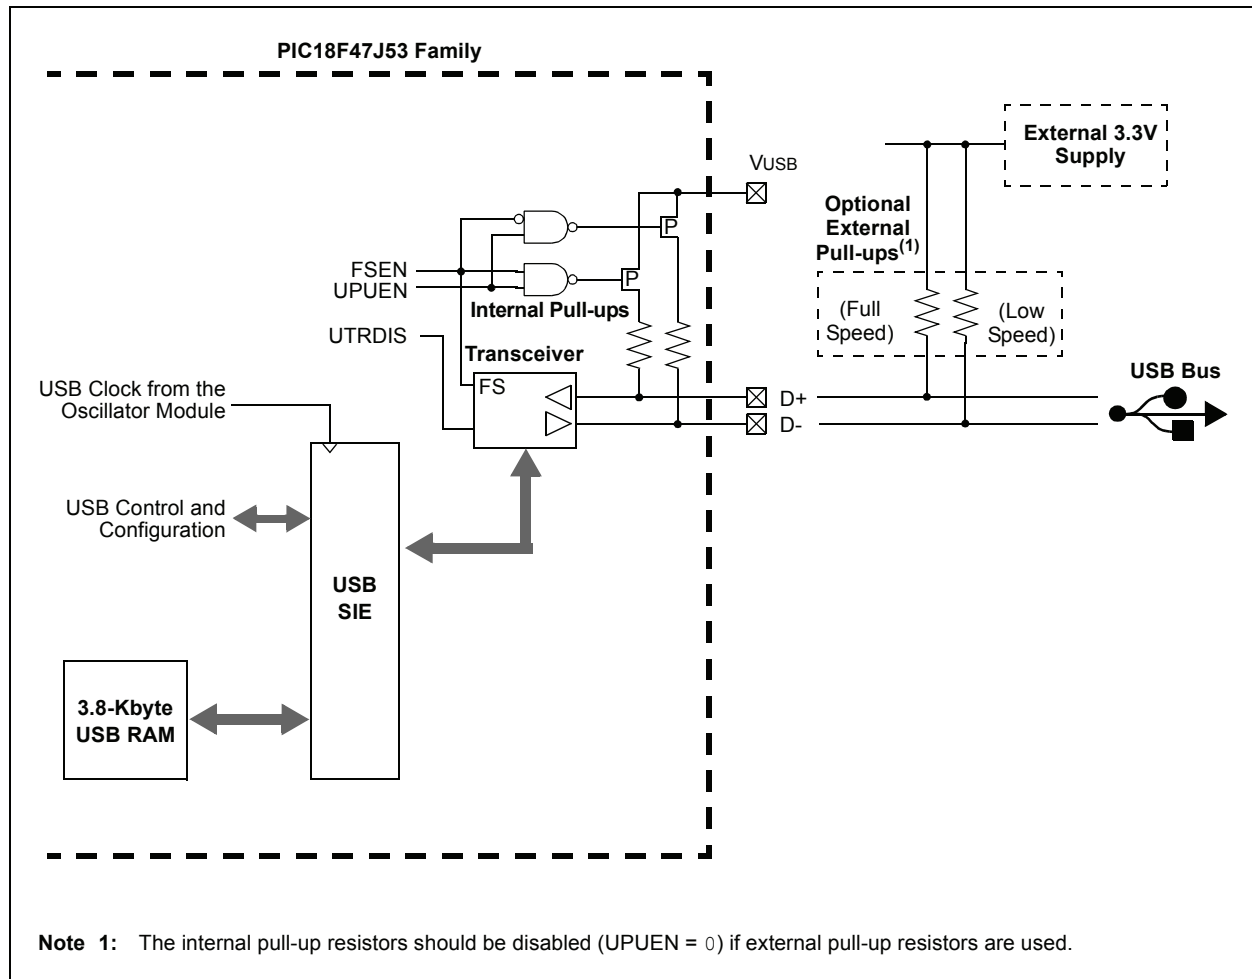 PIC18F47J53 Family
External 3.3V
Supply
VUSB
Optional
External
Pull-ups(1)
FSEN
UPUEN
P
P
Internal Pull-ups
(Full
Speed)
(Low
Speed)
UTRDIS
Transceiver
FS
USB Clock from the
Oscillator Module
D+
D-
USB Bus
USB Control and
Configuration
USB
SIE
3.8-Kbyte
USB RAM
Note 1: The internal pull-up resistors should be disabled (UPUEN = 0) if external pull-up resistors are used.